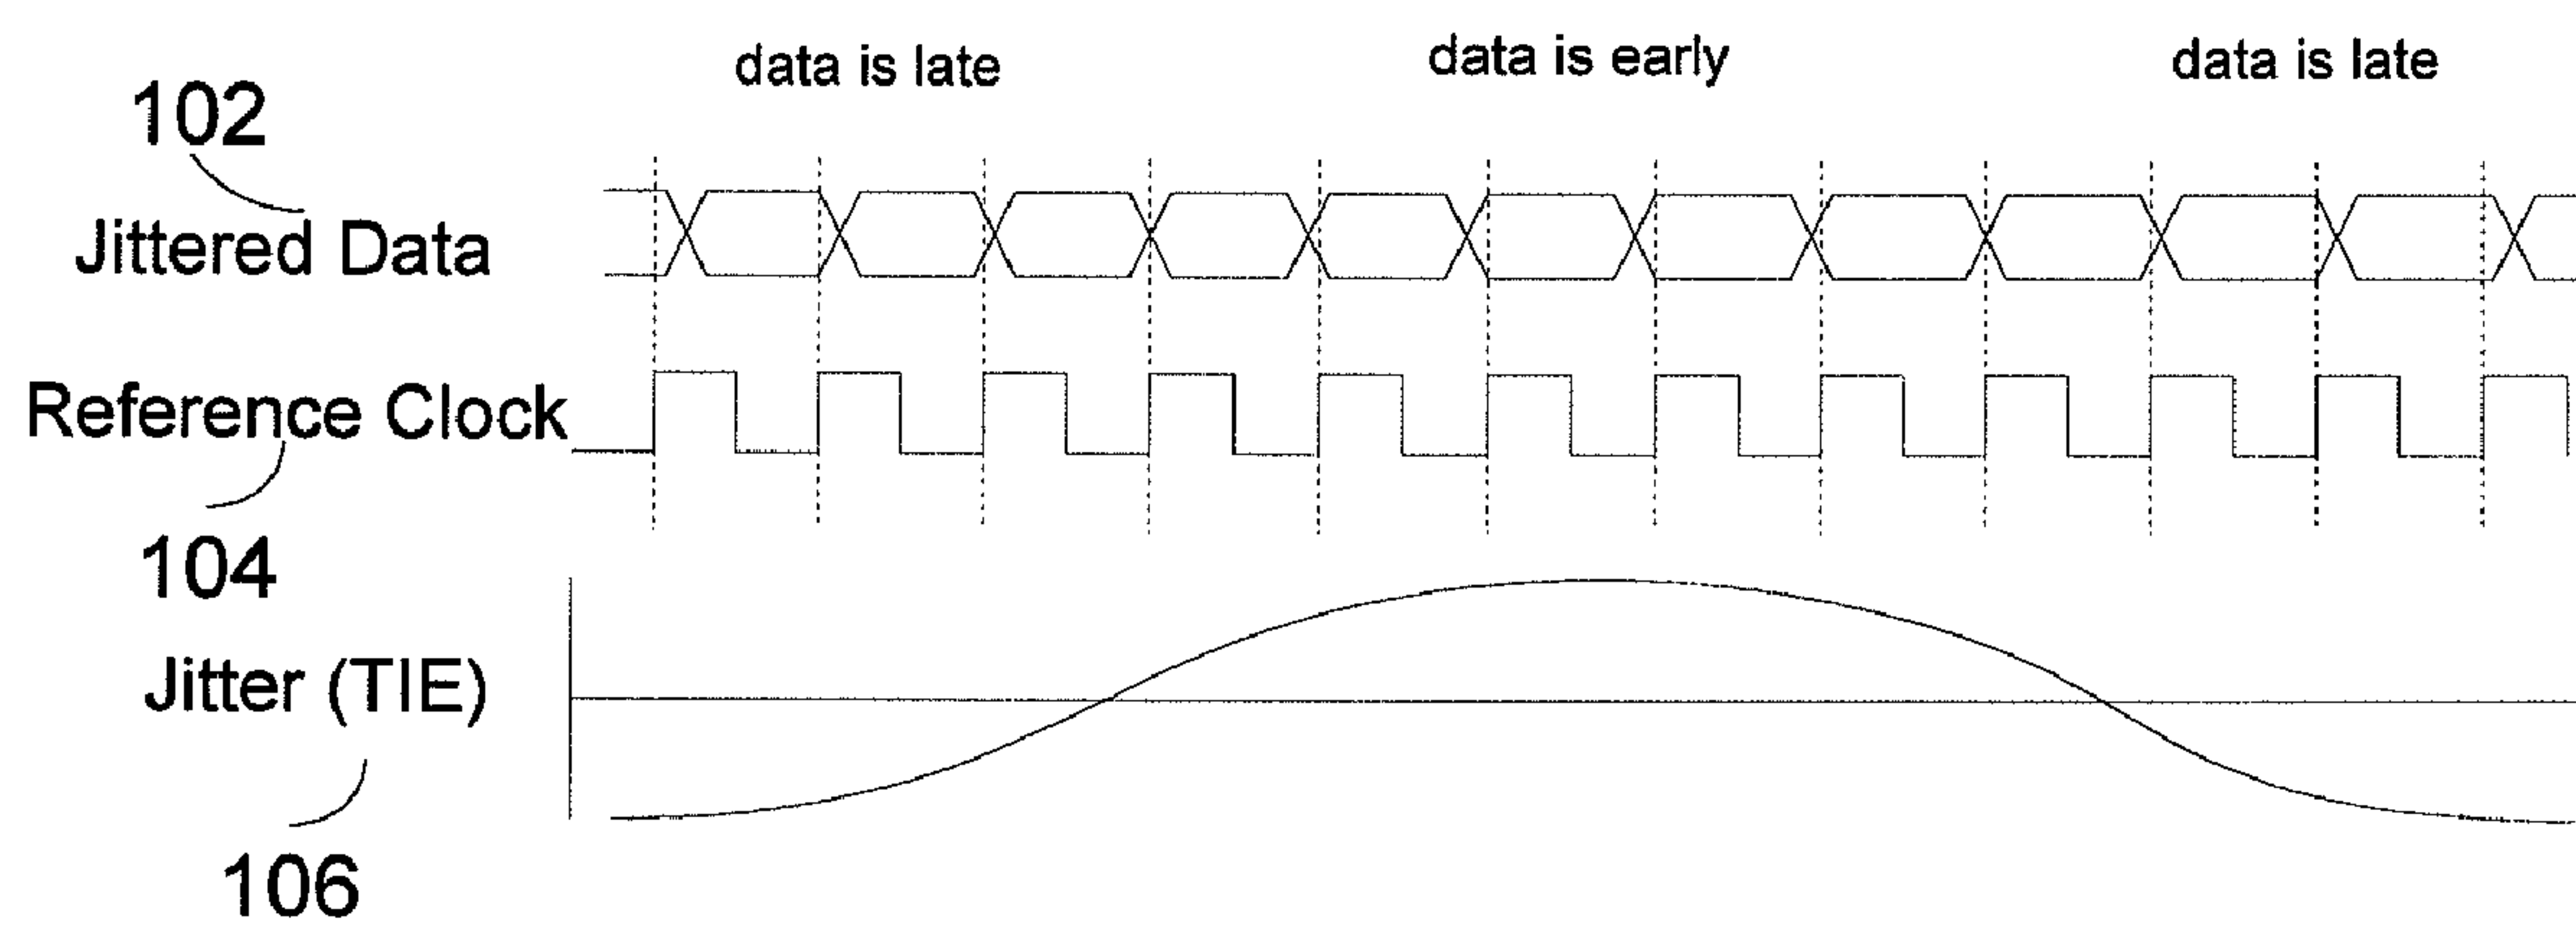 data is late
data is early
data is late
102
Jittered Data
Reference Clock
104
Jitter (TIE)
106